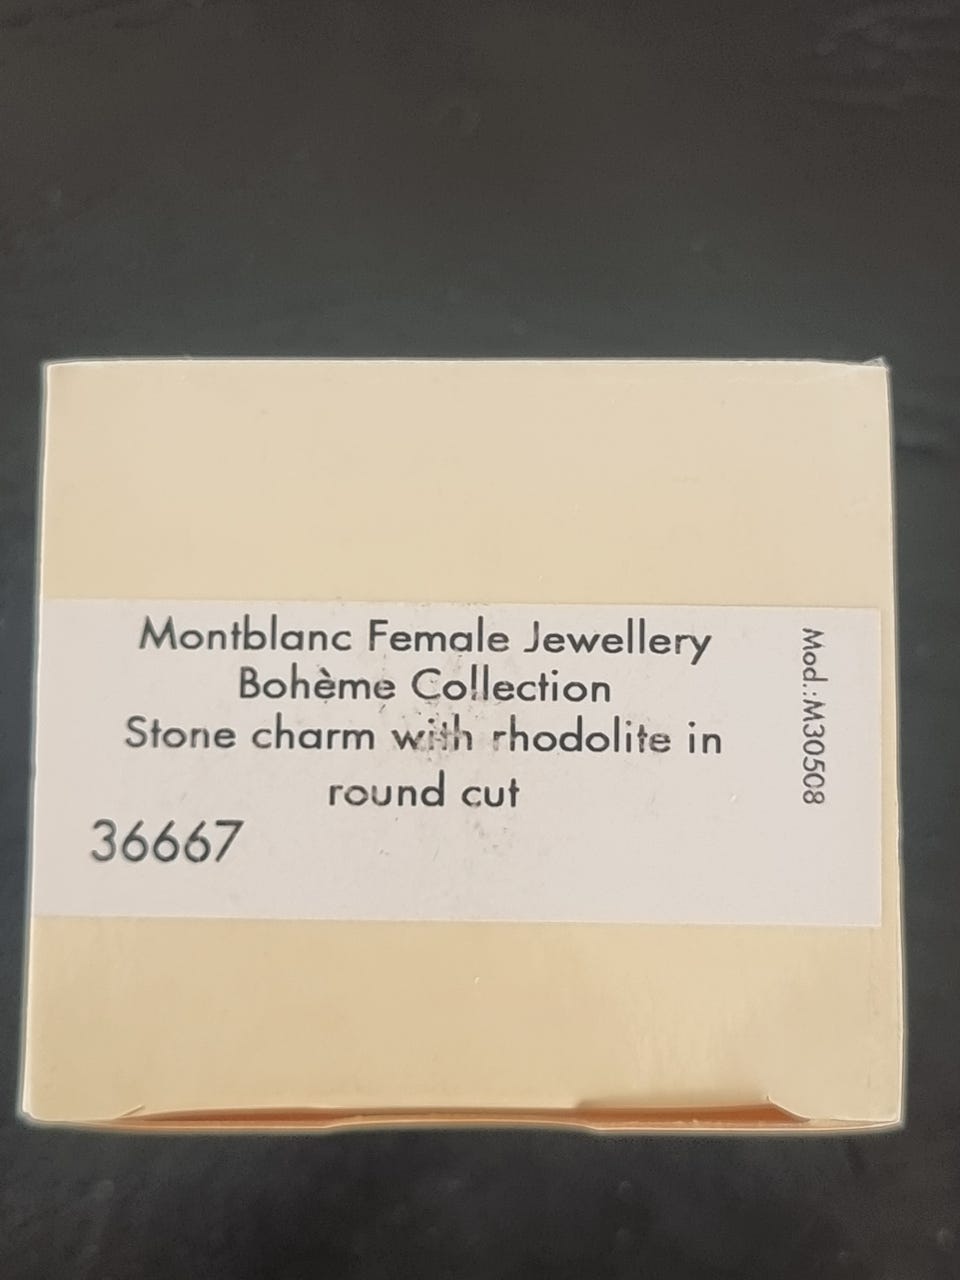 Montblanc Female Jewellery
Bohème Collection
Stone charm with rhodolite in
round cut
36667
Mod.:M30508